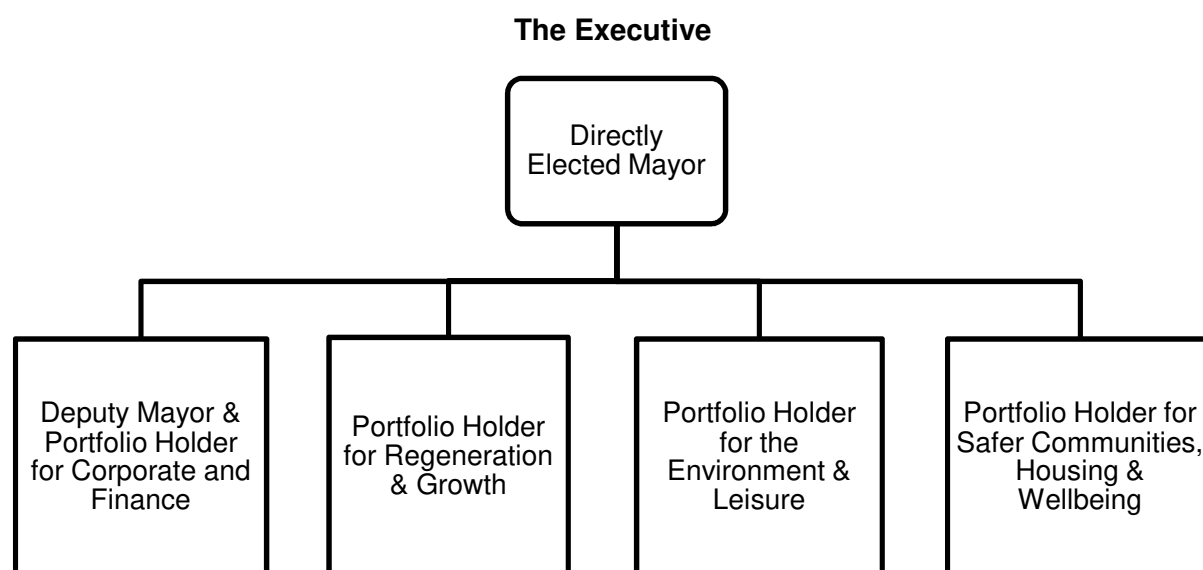 The Executive
Directly
Elected Mayor
Deputy Mayor &
Portfolio Holder
for Corporate and
Finance
Portfolio Holder
for Regeneration
& Growth
Portfolio Holder
for the
Environment &
Leisure
Portfolio Holder for
Safer Communities,
Housing &
Wellbeing